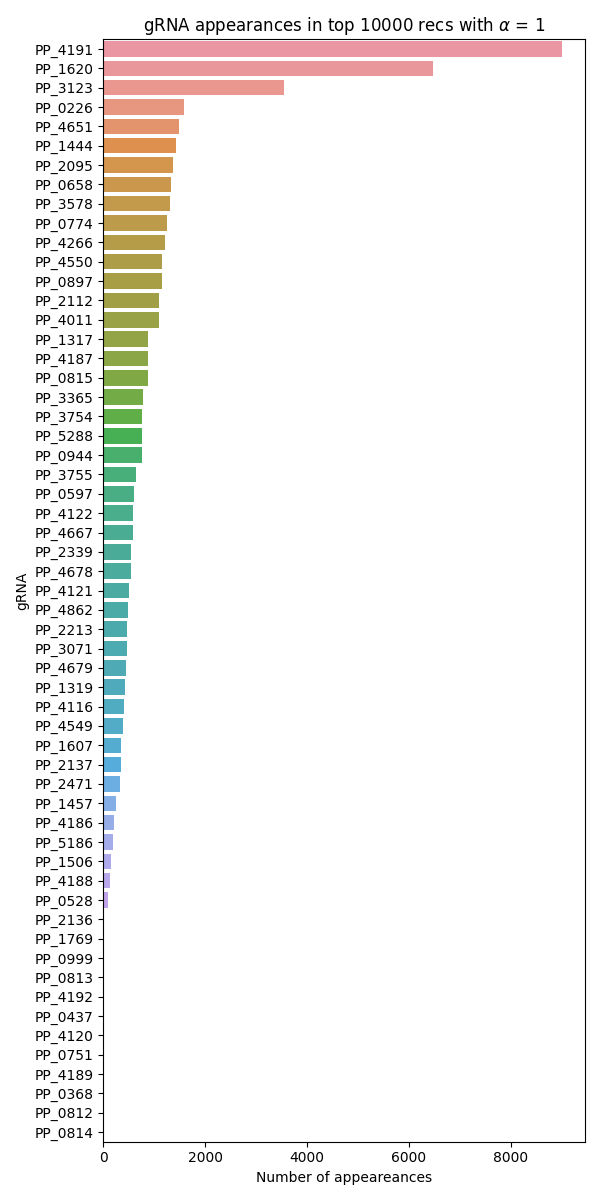 gRNA appearances in top 10000 recs with α = 1
PP_4191
PP_1620
PP_3123
PP_0226
PP_4651
PP_1444
PP_2095
PP_0658
PP_3578
PP_0774
PP_4266
PP_4550
PP_0897
PP_2112
PP_4011
PP_1317
PP_4187
PP_0815
PP_3365
PP_3754
PP_5288
PP_0944
PP_3755
PP_0597
PP_4122
PP_4667
PP_2339
PP_4678
PP_4121
PP_4862
PP_2213
PP_3071
PP_4679
PP_1319
PP_4116
PP_4549
PP_1607
PP_2137
PP_2471
PP_1457
PP_4186
PP_5186
PP_1506
PP_4188
PP_0528
PP_2136
PP_1769
PP_0999
PP_0813
PP_4192
PP_0437
PP_4120
PP_0751
PP_4189
PP_0368
PP_0812
PP_0814
gRNA
0 2000 4000 6000 8000
Number of appeareances